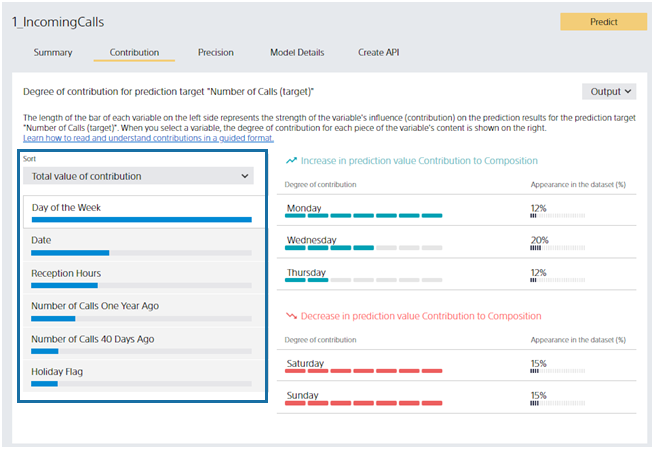 1_IncomingCalls
Predict
Summary
Contribution
Precision
Model Details
Create API
Degree of contribution for prediction target "Number of Calls (target)"
Output
The length of the bar of each variable on the left side represents the strength of the variable's influence (contribution) on the prediction results for the prediction target
"Number of Calls (target)". When you select a variable, the degree of contribution for each piece of the variable's content is shown on the right.
Learn how to read and understand contributions in a guided format.
Sort
Total value of contribution
Day of the Week
Date
Reception Hours
Number of Calls One Year Ago
Number of Calls 40 Days Ago
Holiday Flag
Increase in prediction value Contribution to Composition
Degree of contribution
Appearance in the dataset (%)
Monday
12%
Wednesday
20%
Thursday
12%
Decrease in prediction value Contribution to Composition
Degree of contribution
Appearance in the dataset (%)
Saturday
15%
Sunday
15%